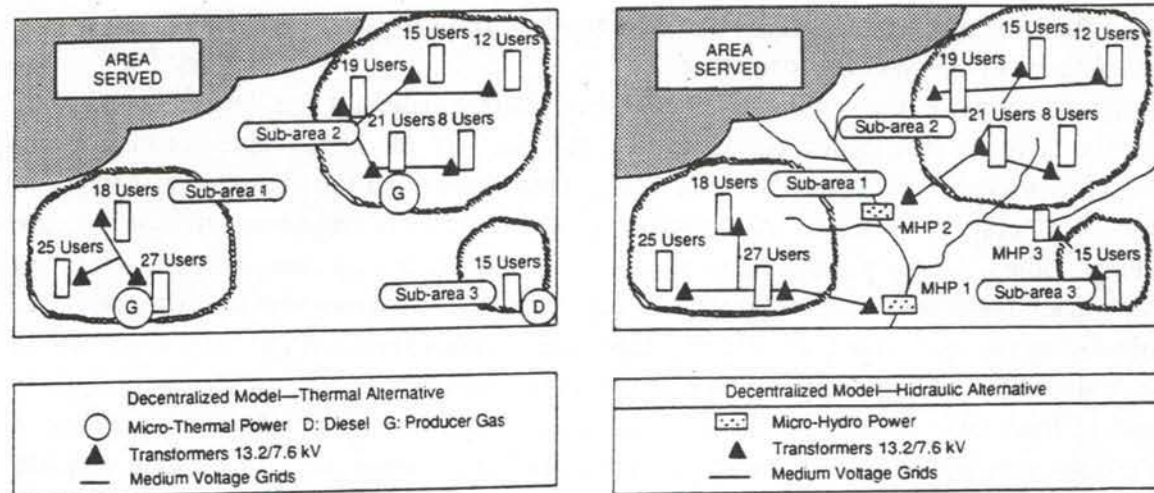 AREA
SERVED
15 Users
12 Users
19 Users
Sub-area 2
21 Users
8 Users
G
18 Users
Sub-area 1
25 Users
27 Users
G
15 Users
Sub-area 3
D
Decentralized Model—Thermal Alternative
Micro-Thermal Power D: Diesel G: Producer Gas
Transformers 13.2/7.6 kV
Medium Voltage Grids
AREA
SERVED
15 Users
12 Users
19 Users
Sub-area 2
21 Users
8 Users
18 Users
Sub-area 1
MHP 2
25 Users
27 Users
MHP 3
15 Users
MHP 1
Sub-area 3
Decentralized Model—Hidraulic Alternative
Micro-Hydro Power
Transformers 13.2/7.6 kV
Medium Voltage Grids